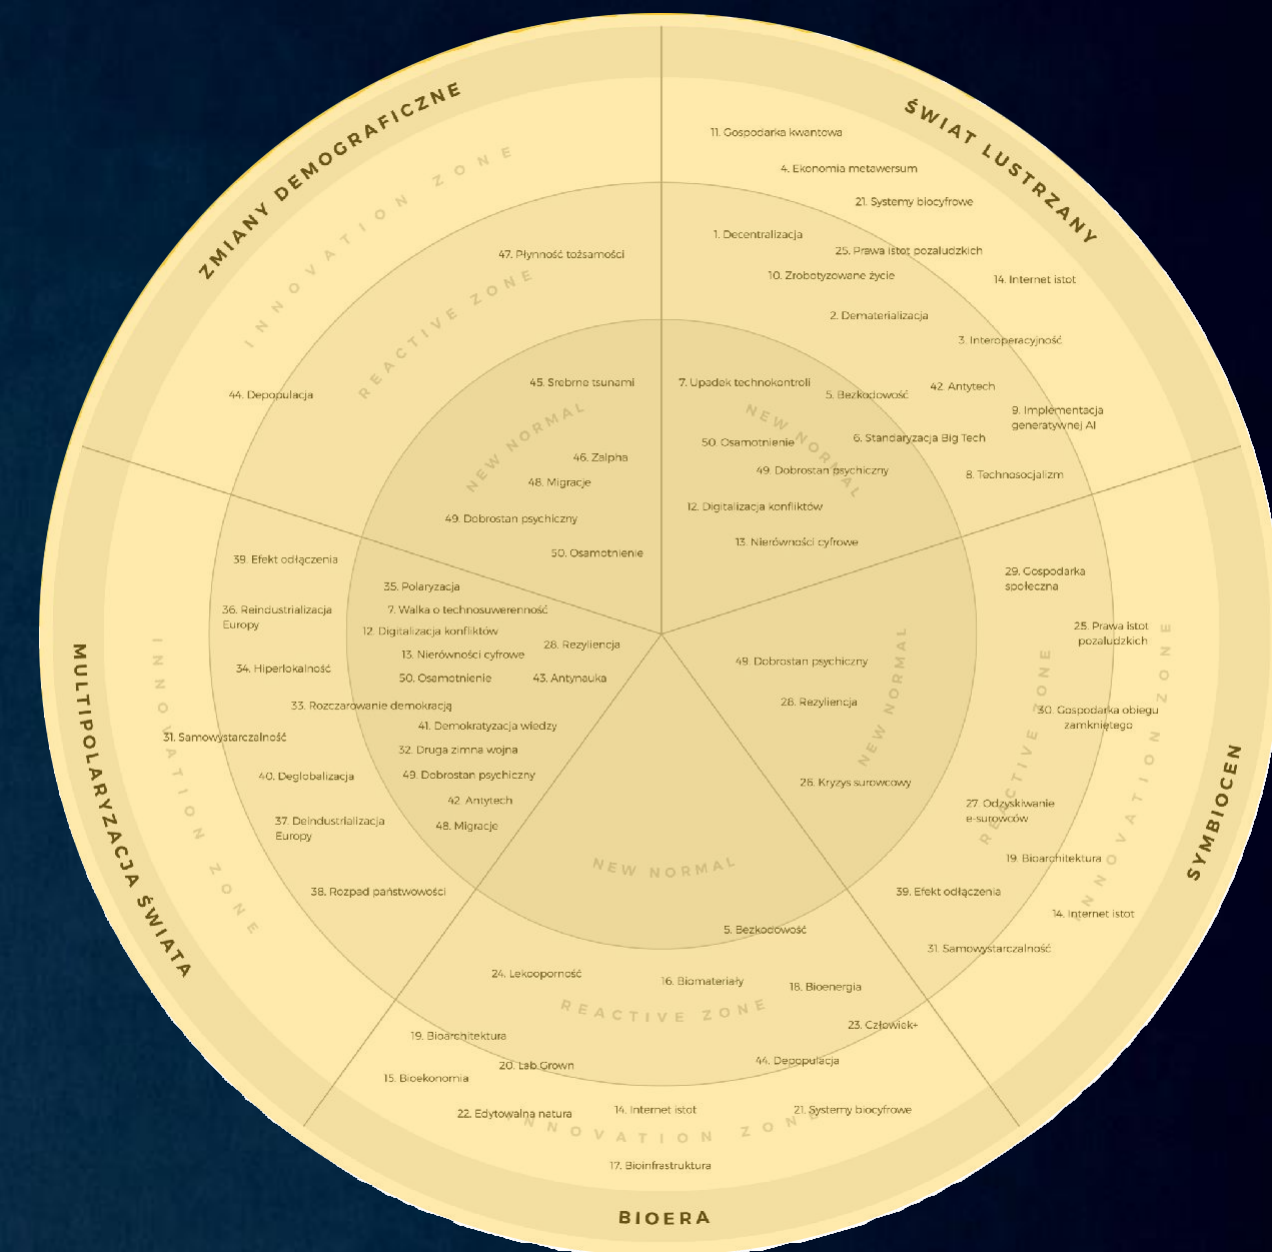 ZMIANY DEMOGRAFICZNE
INNOVATION ZONE
REACTIVE ZONE
NEW NORMAL
47. Płynność tożsamości
44. Depopulacja
45. Srebrne tsunami
46. Zalpha
48. Migracje
49. Dobrostan psychiczny
50. Osamotnienie
ŚWIAT LUSTRZANY
11. Gospodarka kwantowa
4. Ekonomia metawersum
21. Systemy biocyfrowe
1. Decentralizacja
25. Prawa istot pozaludzkich
10. Zrobotyzowane życie
14. Internet istot
2. Dematerializacja
3. Interoperacyjność
7. Upadek technokontroli
5. Bezkodowość
42. Antytech
9. Implementacja
generatywnej AI
NEW NORMAL
50. Osamotnienie
6. Standaryzacja Big Tech
49. Dobrostan psychiczny
8. Technosocjalizm
12. Digitalizacja konfliktów
13. Nierówności cyfrowe
SYMBIOCEN
29. Gospodarka
społeczna
25. Prawa istot
pozaludzkich
49. Dobrostan psychiczny
28. Rezyliencja
NEW NORMAL
REACTIVE ZONE
INNOVATION ZONE
30. Gospodarka obiegu
zamkniętego
26. Kryzys surowcowy
27. Odzyskiwanie
e-surowców
19. Bioarchitektura
39. Efekt odłączenia
14. Internet istot
31. Samowystarczalność
BIOERA
NEW NORMAL
5. Bezkodowość
24. Lekooporność
16. Biomateriały
18. Bioenergia
REACTIVE ZONE
23. Człowiek+
19. Bioarchitektura
44. Depopulacja
20. Lab.Grown
15. Bioekonomia
22. Edytowalna natura
14. Internet istot
21. Systemy biocyfrowe
INNOVATION ZONE
17. Bioinfrastruktura
MULTIPOLARYZACJA ŚWIATA
INNOVATION ZONE
39. Efekt odłączenia
35. Polaryzacja
36. Reindustrializacja
Europy
7. Walka o technosuwerenność
12. Digitalizacja konfliktów
28. Rezyliencja
13. Nierówności cyfrowe
34. Hiperlokalność
50. Osamotnienie
43. Antynauka
33. Rozczarowanie demokracją
41. Demokratyzacja wiedzy
31. Samowystarczalność
32. Druga zimna wojna
40. Deglobalizacja
49. Dobrostan psychiczny
42. Antytech
37. Deindustrializacja
Europy
48. Migracje
38. Rozpad państwowości